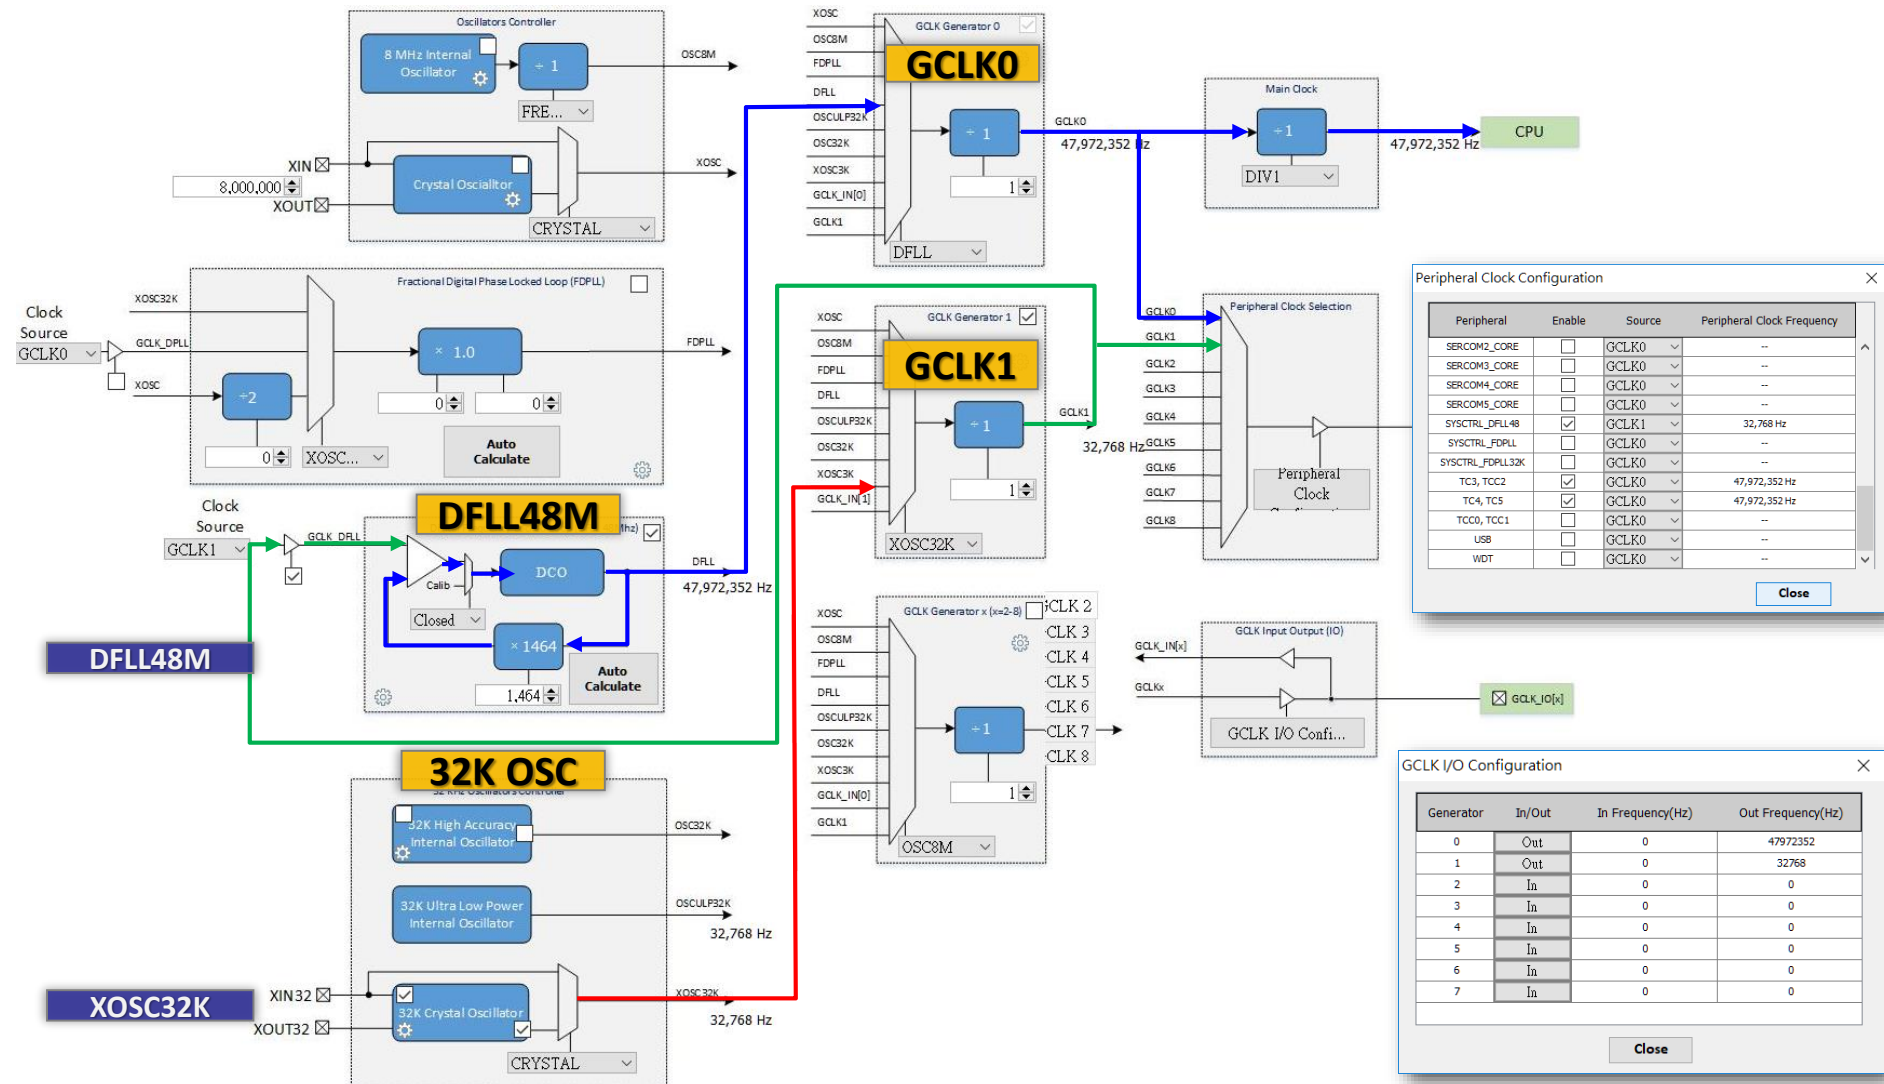 Oscillators Controller
8 MHz Internal
Oscillator
÷ 1
FRE...
OSC8M
XIN
8,000,000
XOUT
Crystal Oscialltor
CRYSTAL
XOSC
XOSC
OSC8M
FDPLL
DFLL
OSCULP32K
OSC32K
XOSC3K
GCLK_IN[0]
GCLK1
GCLK Generator 0
GCLK0
÷ 1
1
DFLL
GCLK0
47,972,352 Hz
Main Clock
÷1
DIV1
47,972,352 Hz
CPU
Clock
Source
GCLK0
XOSC32K
GCLK_DPLL
XOSC
Fractional Digital Phase Locked Loop (FDPLL)
÷2
0
XOSC...
× 1.0
0
0
Auto
Calculate
FDPLL
XOSC
OSC8M
FDPLL
DFLL
OSCULP32K
OSC32K
XOSC3K
GCLK_IN[1]
GCLK Generator 1
GCLK1
÷ 1
1
XOSC32K
GCLK1
32,768 Hz
GCLK0
GCLK1
GCLK2
GCLK3
GCLK4
GCLK5
GCLK6
GCLK7
GCLK8
Peripheral Clock Selection
Peripheral
Clock
Peripheral Clock Configuration
Peripheral Enable Source Peripheral Clock Frequency
SERCOM2_CORE GCLK0 --
SERCOM3_CORE GCLK0 --
SERCOM4_CORE GCLK0 --
SERCOM5_CORE GCLK0 --
SYSCTRL_DFLL48 GCLK1 32,768 Hz
SYSCTRL_FDPLL GCLK0 --
SYSCTRL_FDPLL32K GCLK0 --
TC3, TCC2 GCLK0 47,972,352 Hz
TC4, TC5 GCLK0 47,972,352 Hz
TCC0, TCC1 GCLK0 --
USB GCLK0 --
WDT GCLK0 --
Close
Clock
Source
GCLK1
GCLK_DFLL
DFLL48M
Mhz)
Calib
Closed
DCO
× 1464
1,464
Auto
Calculate
DFLL
47,972,352 Hz
DFLL48M
XOSC
OSC8M
FDPLL
DFLL
OSCULP32K
OSC32K
XOSC3K
GCLK_IN[0]
GCLK1
GCLK Generator x (x=2-8)
÷1
1
OSC8M
CLK 2
CLK 3
CLK 4
CLK 5
CLK 6
CLK 7
CLK 8
GCLK Input Output (IO)
GCLK_IN[x]
GCLKx
GCLK I/O Confi...
GCLK_IO[x]
32K OSC
32 KHz Oscillators Controller
32K High Accuracy
Internal Oscillator
OSC32K
32K Ultra Low Power
Internal Oscillator
OSCULP32K
32,768 Hz
XOSC32K
XIN32
XOUT32
32K Crystal Oscillator
CRYSTAL
XOSC32K
32,768 Hz
GCLK I/O Configuration
Generator In/Out In Frequency(Hz) Out Frequency(Hz)
0 Out 0 47972352
1 Out 0 32768
2 In 0 0
3 In 0 0
4 In 0 0
5 In 0 0
6 In 0 0
7 In 0 0
Close